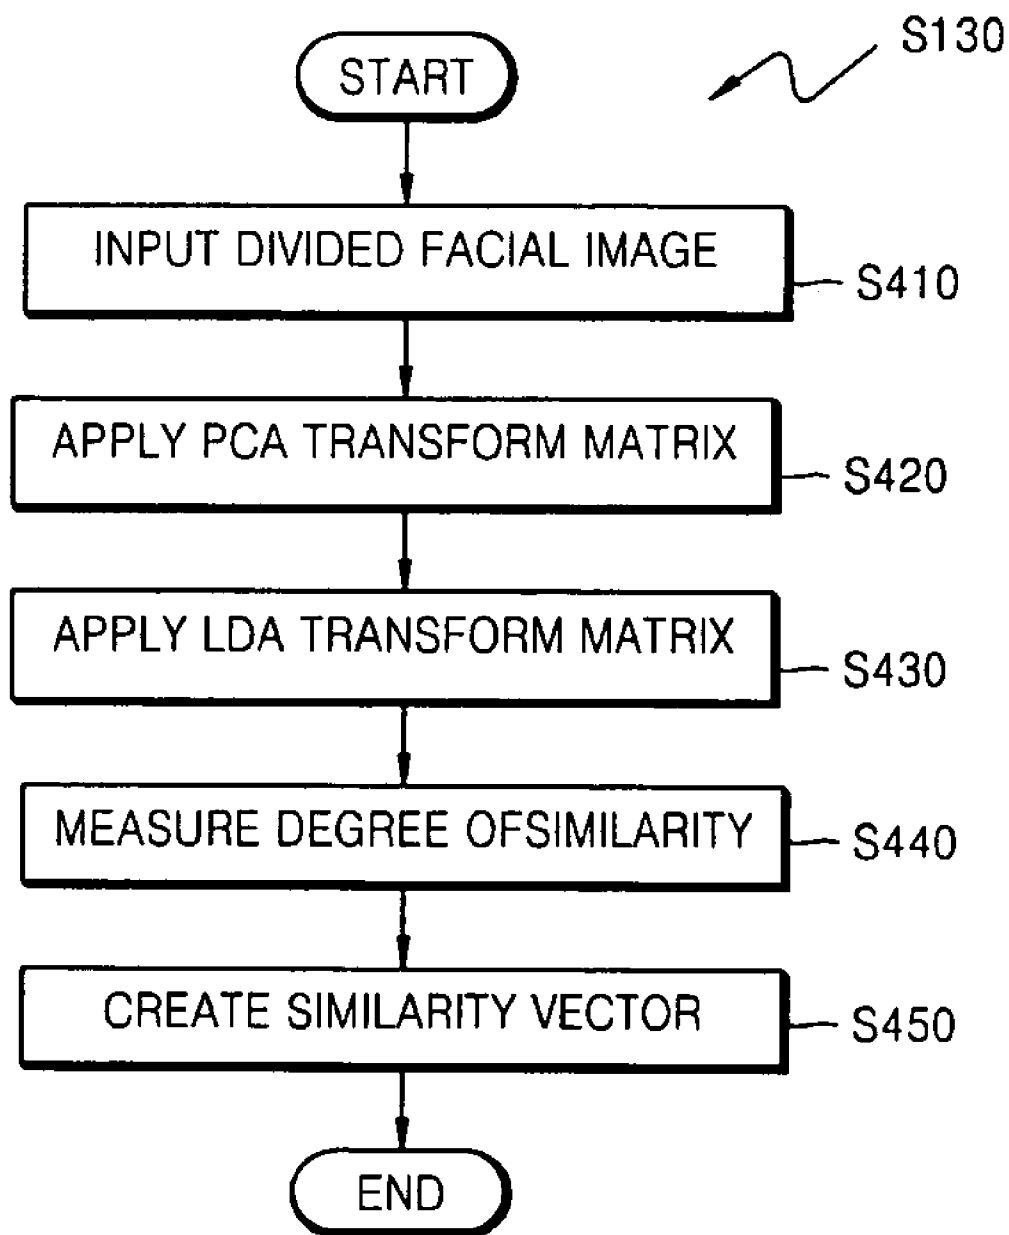 S130
START
INPUT DIVIDED FACIAL IMAGE
S410
APPLY PCA TRANSFORM MATRIX
S420
APPLY LDA TRANSFORM MATRIX
S430
MEASURE DEGREE OFSIMILARITY
S440
CREATE SIMILARITY VECTOR
S450
END